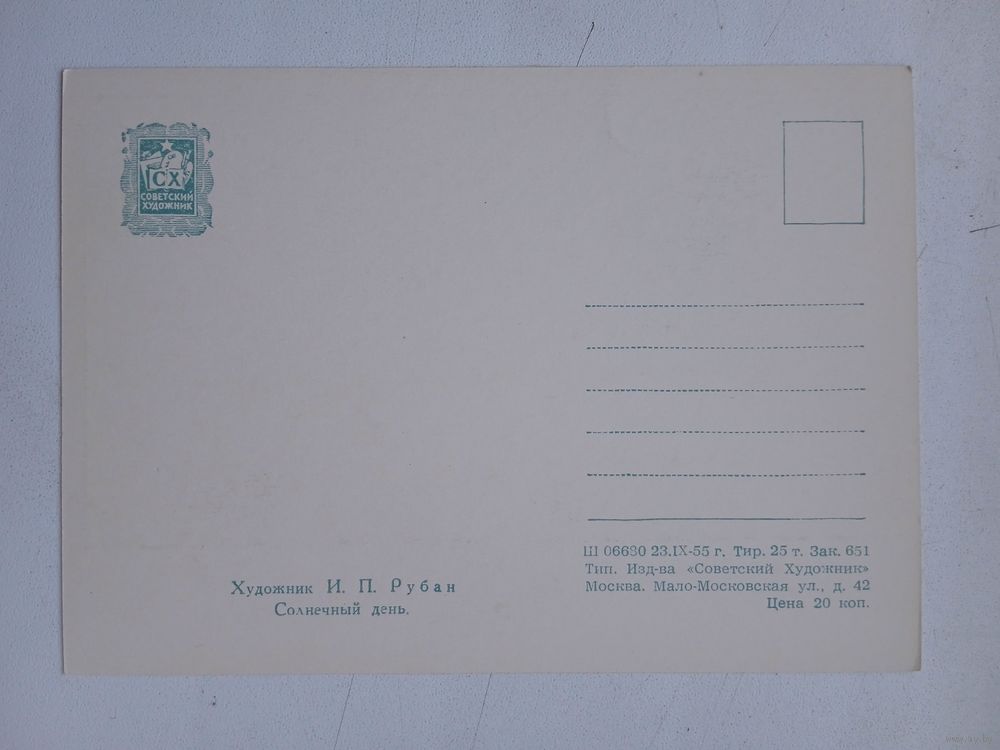 СХ
СОВЕТСКИЙ
ХУДОЖНИК
Ш 06680 23.IX-55 г. Тир. 25 т. Зак. 651
Тип. Изд-ва «Советский Художник»
Москва. Мало-Московская ул., д. 42
Цена 20 коп.
Художник И. П. Рубан
Солнечный день.